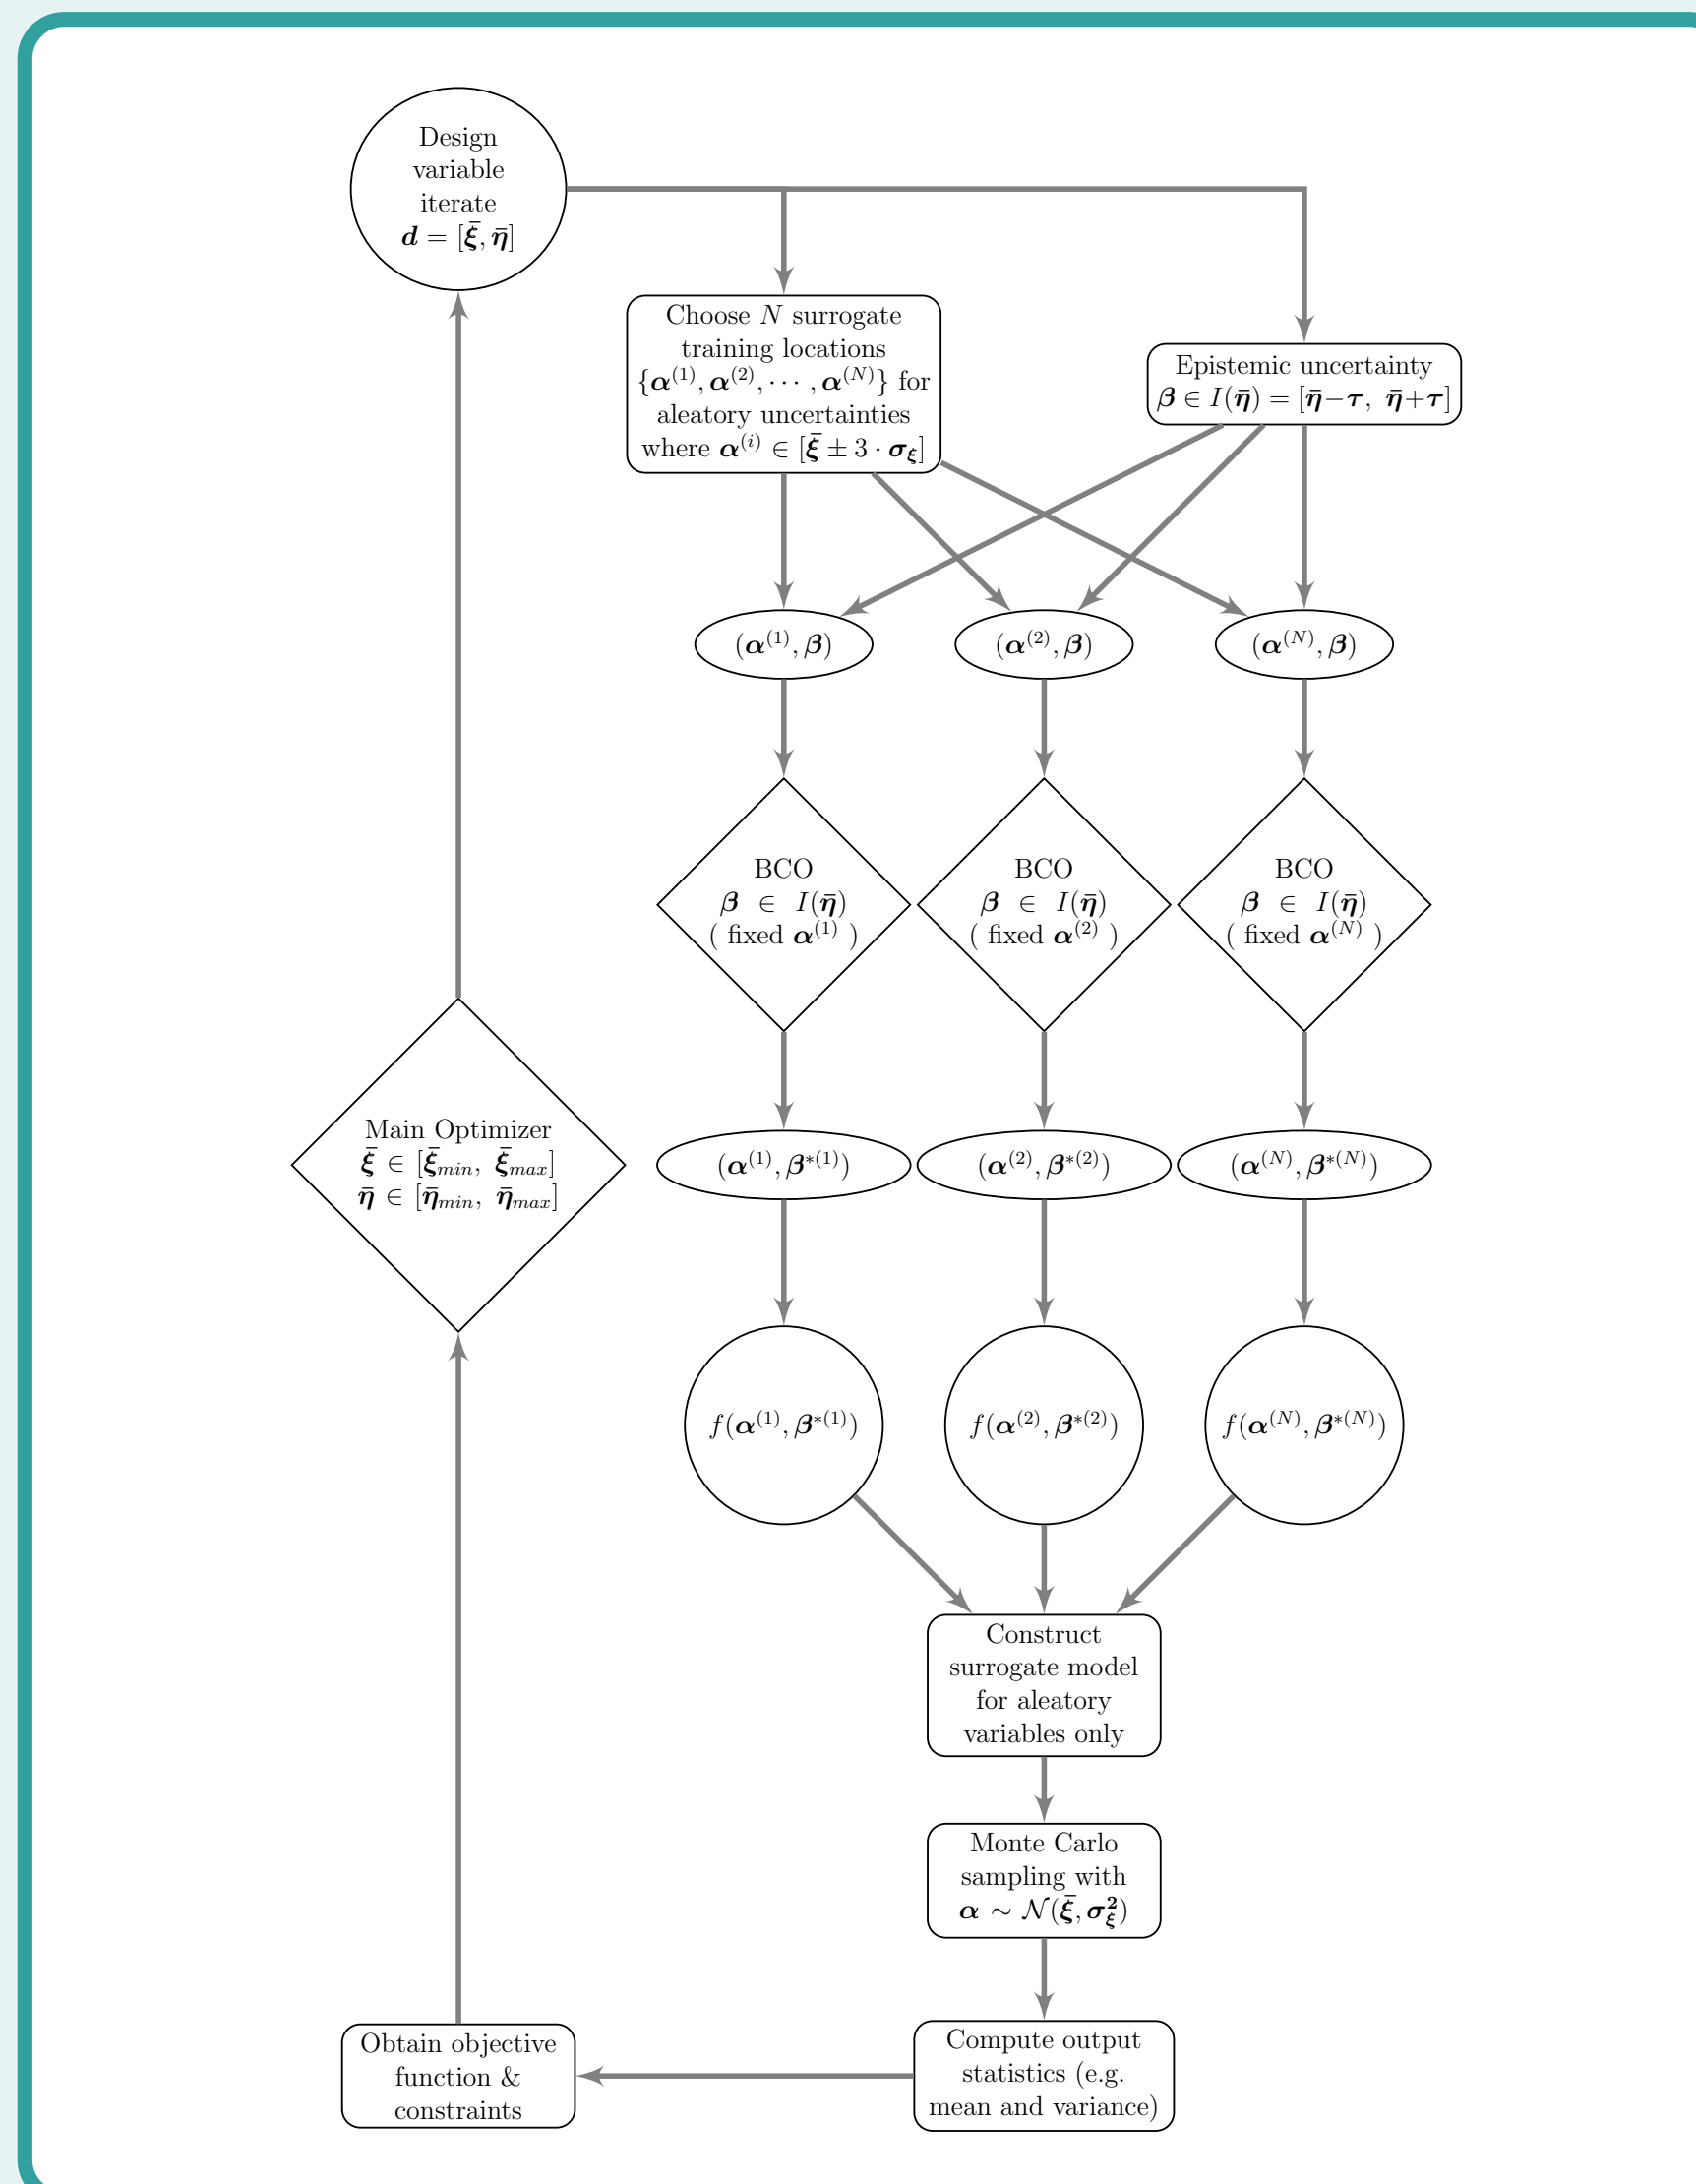 Design
variable
iterate
d = [ξ̄, η̄]
Choose N surrogate
training locations
{α⁽¹⁾, α⁽²⁾, ⋯ , α⁽ᴺ⁾} for
aleatory uncertainties
where α⁽ⁱ⁾ ∈ [ξ̄ ± 3 · σ_ξ]
Epistemic uncertainty
β ∈ I(η̄) = [η̄−τ, η̄+τ]
(α⁽¹⁾, β)
(α⁽²⁾, β)
(α⁽ᴺ⁾, β)
BCO
β ∈ I(η̄)
( fixed α⁽¹⁾ )
BCO
β ∈ I(η̄)
( fixed α⁽²⁾ )
BCO
β ∈ I(η̄)
( fixed α⁽ᴺ⁾ )
Main Optimizer
ξ̄ ∈ [ξ̄_min, ξ̄_max]
η̄ ∈ [η̄_min, η̄_max]
(α⁽¹⁾, β*⁽¹⁾)
(α⁽²⁾, β*⁽²⁾)
(α⁽ᴺ⁾, β*⁽ᴺ⁾)
f(α⁽¹⁾, β*⁽¹⁾)
f(α⁽²⁾, β*⁽²⁾)
f(α⁽ᴺ⁾, β*⁽ᴺ⁾)
Construct
surrogate model
for aleatory
variables only
Monte Carlo
sampling with
α ∼ 𝒩(ξ̄, σ²_ξ)
Compute output
statistics (e.g.
mean and variance)
Obtain objective
function &
constraints